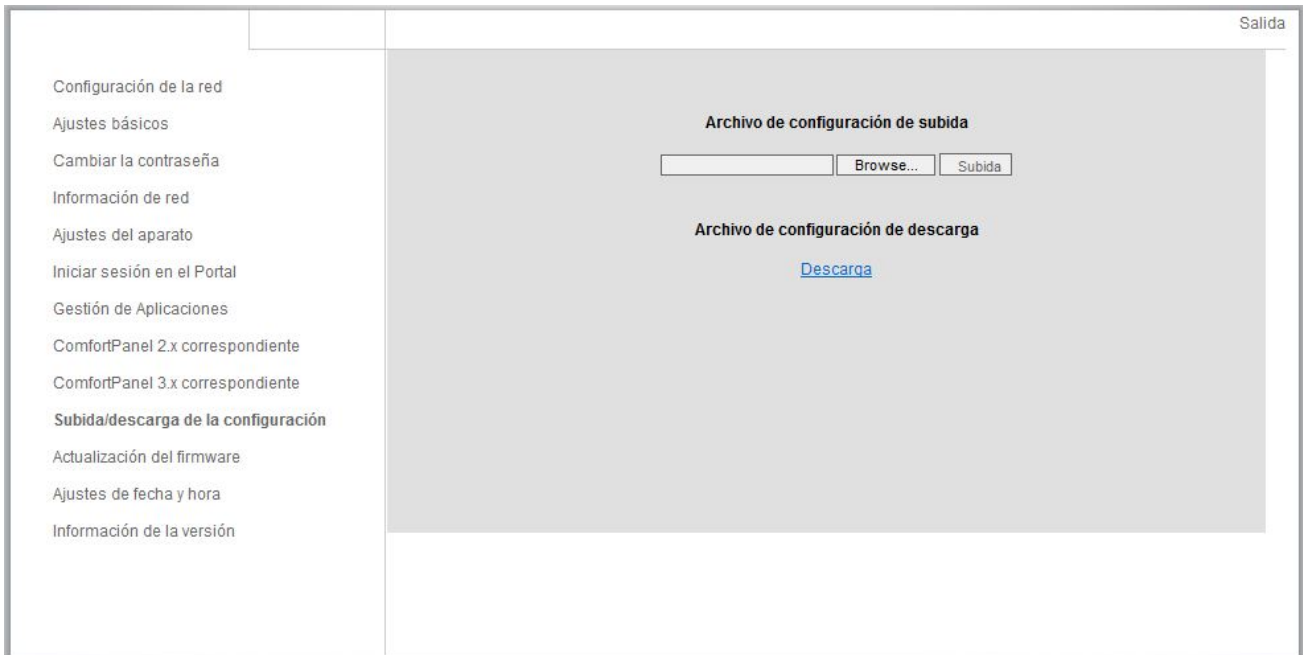 Salida
Configuración de la red
Ajustes básicos
Cambiar la contraseña
Información de red
Ajustes del aparato
Iniciar sesión en el Portal
Gestión de Aplicaciones
ComfortPanel 2.x correspondiente
ComfortPanel 3.x correspondiente
Subida/descarga de la configuración
Actualización del firmware
Ajustes de fecha y hora
Información de la versión
Archivo de configuración de subida
Browse... Subida
Archivo de configuración de descarga
Descarga